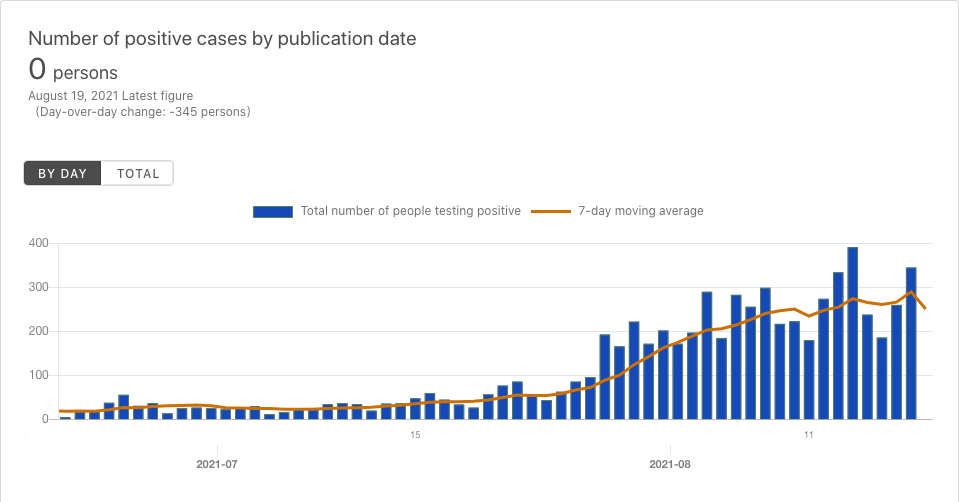 Number of positive cases by publication date
0 persons
August 19, 2021 Latest figure
(Day-over-day change: -345 persons)
BY DAY TOTAL
Total number of people testing positive 7-day moving average
400
300
200
100
0
15 11
2021-07 2021-08